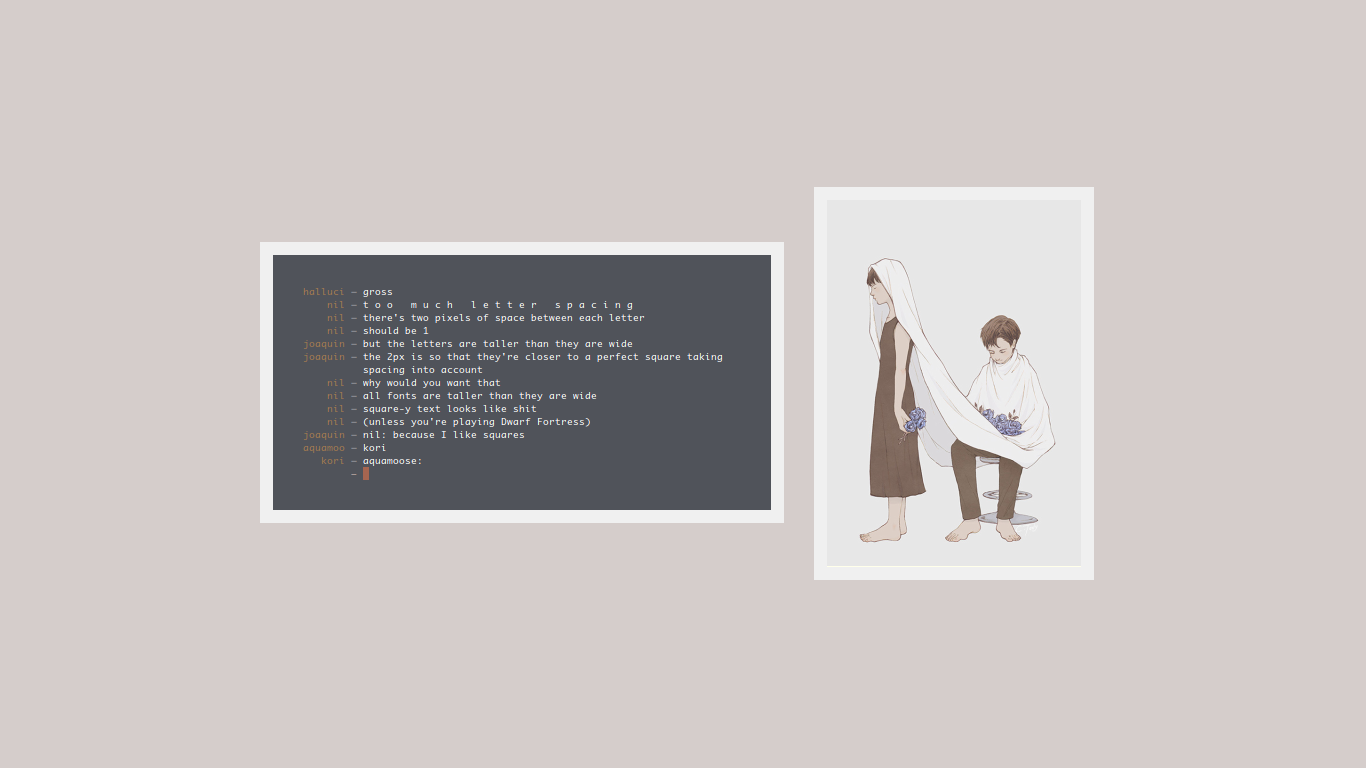 halluci – gross
nil – t o o   m u c h   l e t t e r   s p a c i n g
nil – there's two pixels of space between each letter
nil – should be 1
joaquin – but the letters are taller than they are wide
joaquin – the 2px is so that they're closer to a perfect square taking
spacing into account
nil – why would you want that
nil – all fonts are taller than they are wide
nil – square-y text looks like shit
nil – (unless you're playing Dwarf Fortress)
joaquin – nil: because I like squares
aquamoo – kori
kori – aquamoose:
–